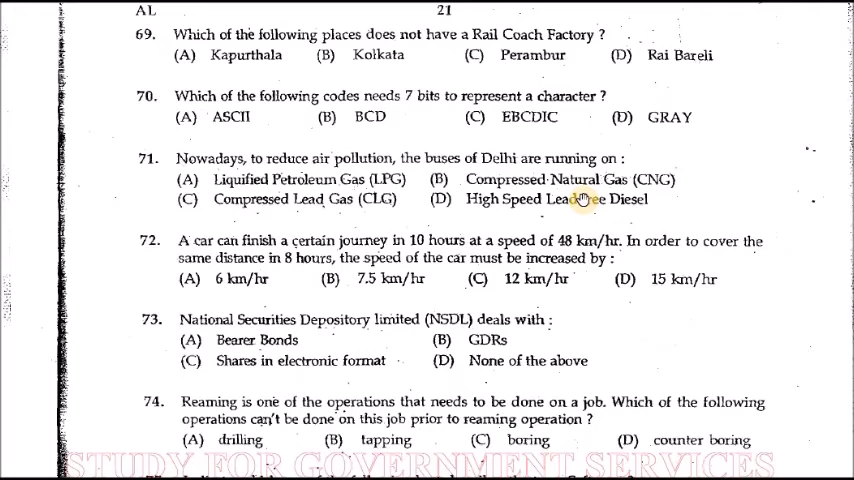 AL 21
69. Which of the following places does not have a Rail Coach Factory ?
(A) Kapurthala (B) Kolkata (C) Perambur (D) Rai Bareli
70. Which of the following codes needs 7 bits to represent a character ?
(A) ASCII (B) BCD (C) EBCDIC (D) GRAY
71. Nowadays, to reduce air pollution, the buses of Delhi are running on :
(A) Liquified Petroleum Gas (LPG) (B) Compressed Natural Gas (CNG)
(C) Compressed Lead Gas (CLG) (D) High Speed Diesel
72. A car can finish a certain journey in 10 hours at a speed of 48 km/hr. In order to cover the
same distance in 8 hours, the speed of the car must be increased by :
(A) 6 km/hr (B) 7.5 km/hr (C) 12 km/hr (D) 15 km/hr
73. National Securities Depository limited (NSDL) deals with :
(A) Bearer Bonds (B) GDRs
(C) Shares in electronic format (D) None of the above
74. Reaming is one of the operations that needs to be done on a job. Which of the following
operations can't be done on this job prior to reaming operation ?
(A) drilling (B) tapping (C) boring (D) counter boring
STUDY FOR GOVERNMENT SERVICES